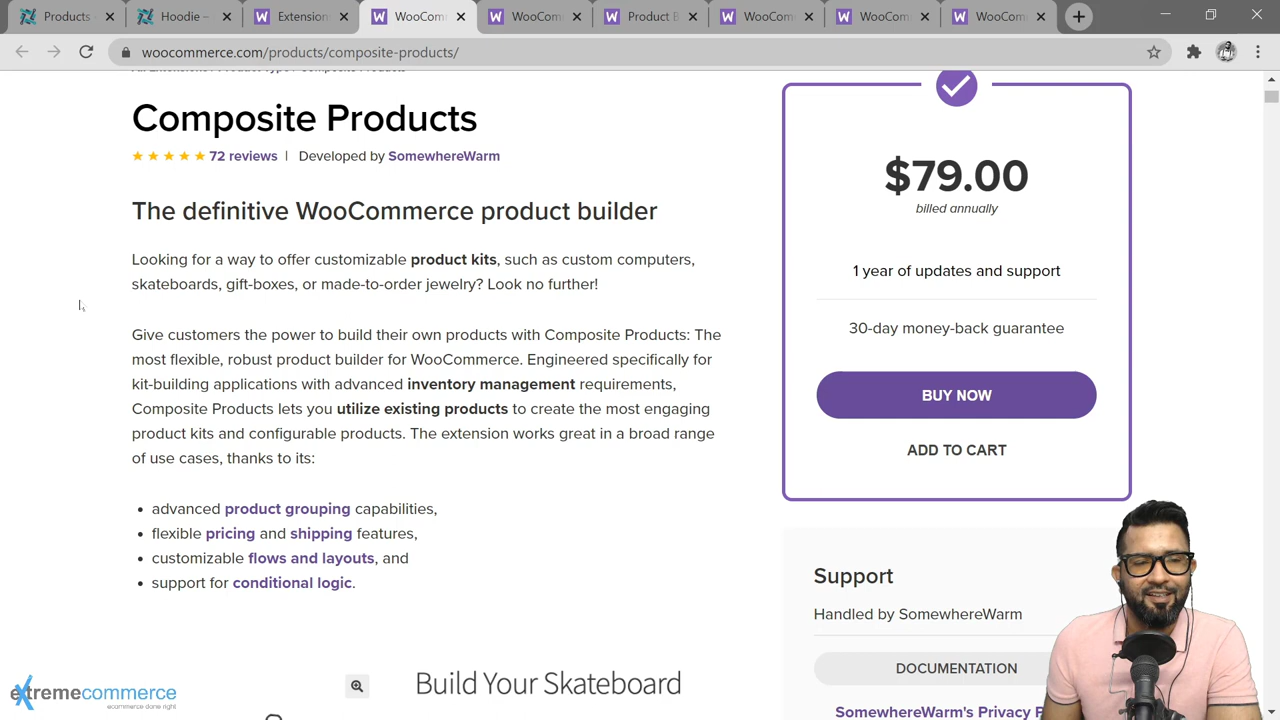 Products
Hoodie –
Extension
WooCom
WooCom
Product B
WooCom
WooCom
WooCom
woocommerce.com/products/composite-products/
Composite Products
72 reviews | Developed by SomewhereWarm
The definitive WooCommerce product builder
Looking for a way to offer customizable product kits, such as custom computers,
skateboards, gift-boxes, or made-to-order jewelry? Look no further!
Give customers the power to build their own products with Composite Products: The
most flexible, robust product builder for WooCommerce. Engineered specifically for
kit-building applications with advanced inventory management requirements,
Composite Products lets you utilize existing products to create the most engaging
product kits and configurable products. The extension works great in a broad range
of use cases, thanks to its:
• advanced product grouping capabilities,
• flexible pricing and shipping features,
• customizable flows and layouts, and
• support for conditional logic.
Build Your Skateboard
$79.00
billed annually
1 year of updates and support
30-day money-back guarantee
BUY NOW
ADD TO CART
Support
Handled by SomewhereWarm
DOCUMENTATION
SomewhereWarm's Privacy P
extremecommerce
ecommerce done right